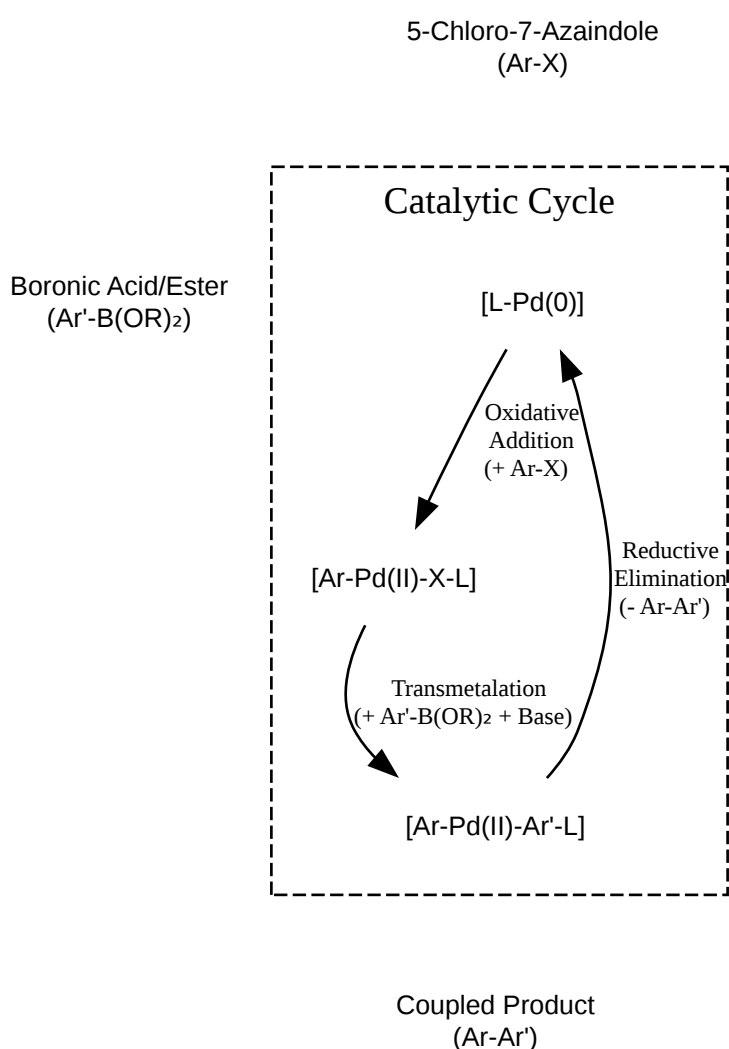 5-Chloro-7-Azaindole
(Ar-X)
Catalytic Cycle
Boronic Acid/Ester
(Ar'-B(OR)₂)
[L-Pd(0)]
Oxidative
Addition
(+ Ar-X)
[Ar-Pd(II)-X-L]
Reductive
Elimination
(- Ar-Ar')
Transmetalation
(+ Ar'-B(OR)₂ + Base)
[Ar-Pd(II)-Ar'-L]
Coupled Product
(Ar-Ar')